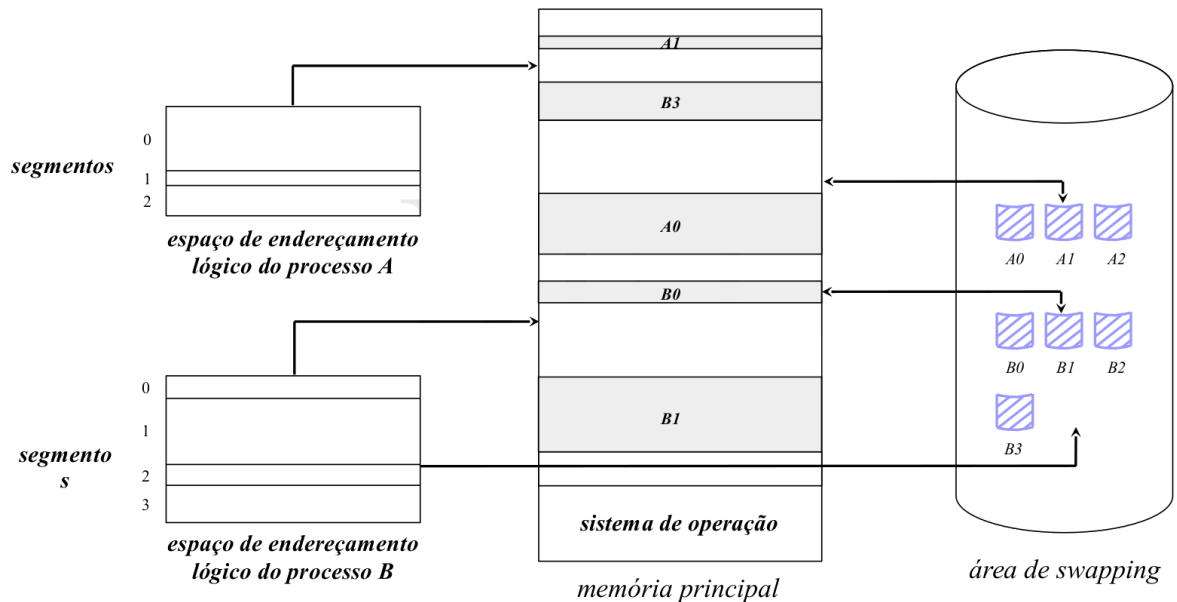 segmentos
0
1
2
espaço de endereçamento
lógico do processo A
segmento
s
0
1
2
3
espaço de endereçamento
lógico do processo B
A1
B3
A0
B0
B1
sistema de operação
memória principal
A0 A1 A2
B0 B1 B2
B3
área de swapping